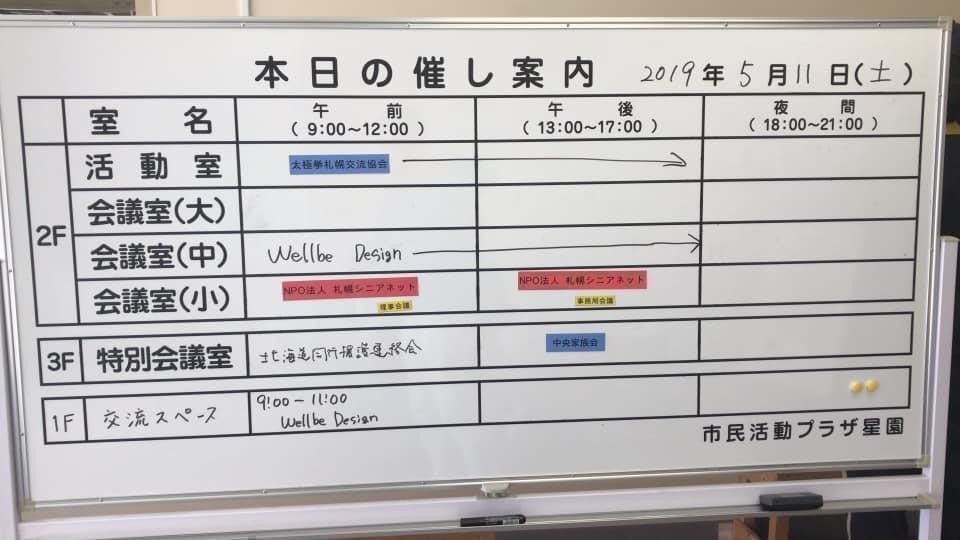 本日の催し案内 2019年5月11日(土)
室名 午前 午後 夜間
(9:00~12:00) (13:00~17:00) (18:00~21:00)
2F
活動室 太極拳札幌交流協会
会議室(大)
会議室(中) Wellbe Design
会議室(小) NPO法人 札幌シニアネット NPO法人 札幌シニアネット
理事会議 事務局会議
3F 特別会議室 北海道 中央家族会
1F 交流スペース 9:00-11:00
Wellbe Design
市民活動プラザ星園